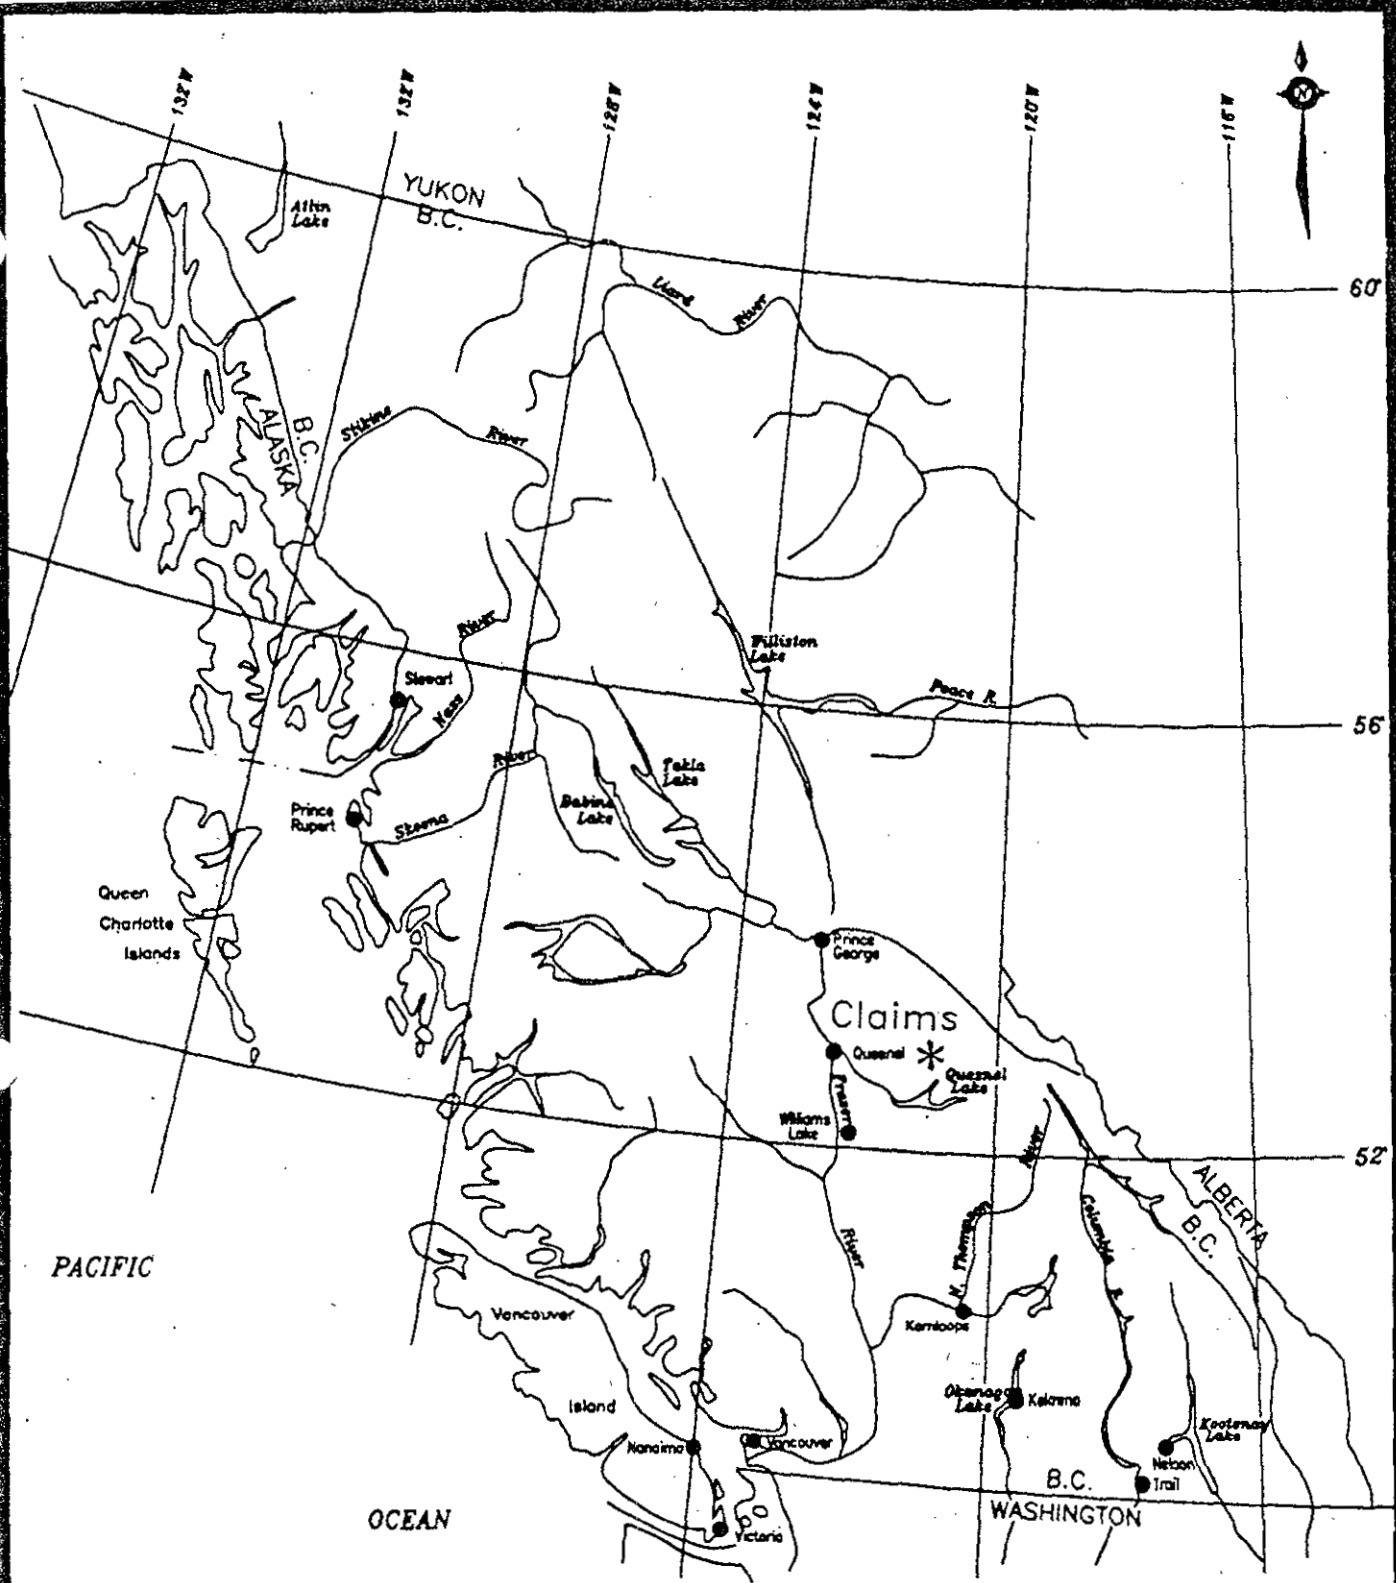 132°W
132°W
128°W
124°W
120°W
116°W
N
YUKON
B.C.
Atlin
Lake
60°
Liard
River
B.C.
ALASKA
Stikine
River
River
Williston
Lake
Stewart
Nass
Peace R.
56°
River
Takla
Lake
Babine
Lake
Prince
Rupert
Skeena
Queen
Charlotte
Islands
Prince
George
Claims
Quesnel
Quesnel
Lake
Fraser
Williams
Lake
River
52°
ALBERTA
B.C.
Columbia
R.
N. Thompson
River
PACIFIC
Vancouver
Kamloops
Island
Okanagan
Lake
Kelowna
Kootenay
Lake
Nanaimo
Vancouver
Nelson
Trail
B.C.
WASHINGTON
OCEAN
Victoria